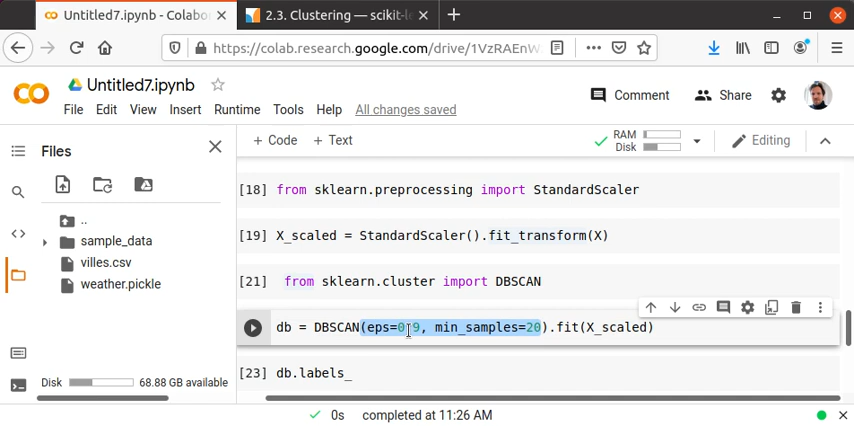 Untitled7.ipynb - Colabo
2.3. Clustering — scikit-le
https://colab.research.google.com/drive/1VzRAEnW
Untitled7.ipynb
Comment
Share
File Edit View Insert Runtime Tools Help All changes saved
Files
+ Code + Text
RAM
Disk
Editing
..
sample_data
villes.csv
weather.pickle
[18] from sklearn.preprocessing import StandardScaler
[19] X_scaled = StandardScaler().fit_transform(X)
[21] from sklearn.cluster import DBSCAN
db = DBSCAN(eps=0.9, min_samples=20).fit(X_scaled)
[23] db.labels_
Disk 68.88 GB available
0s completed at 11:26 AM